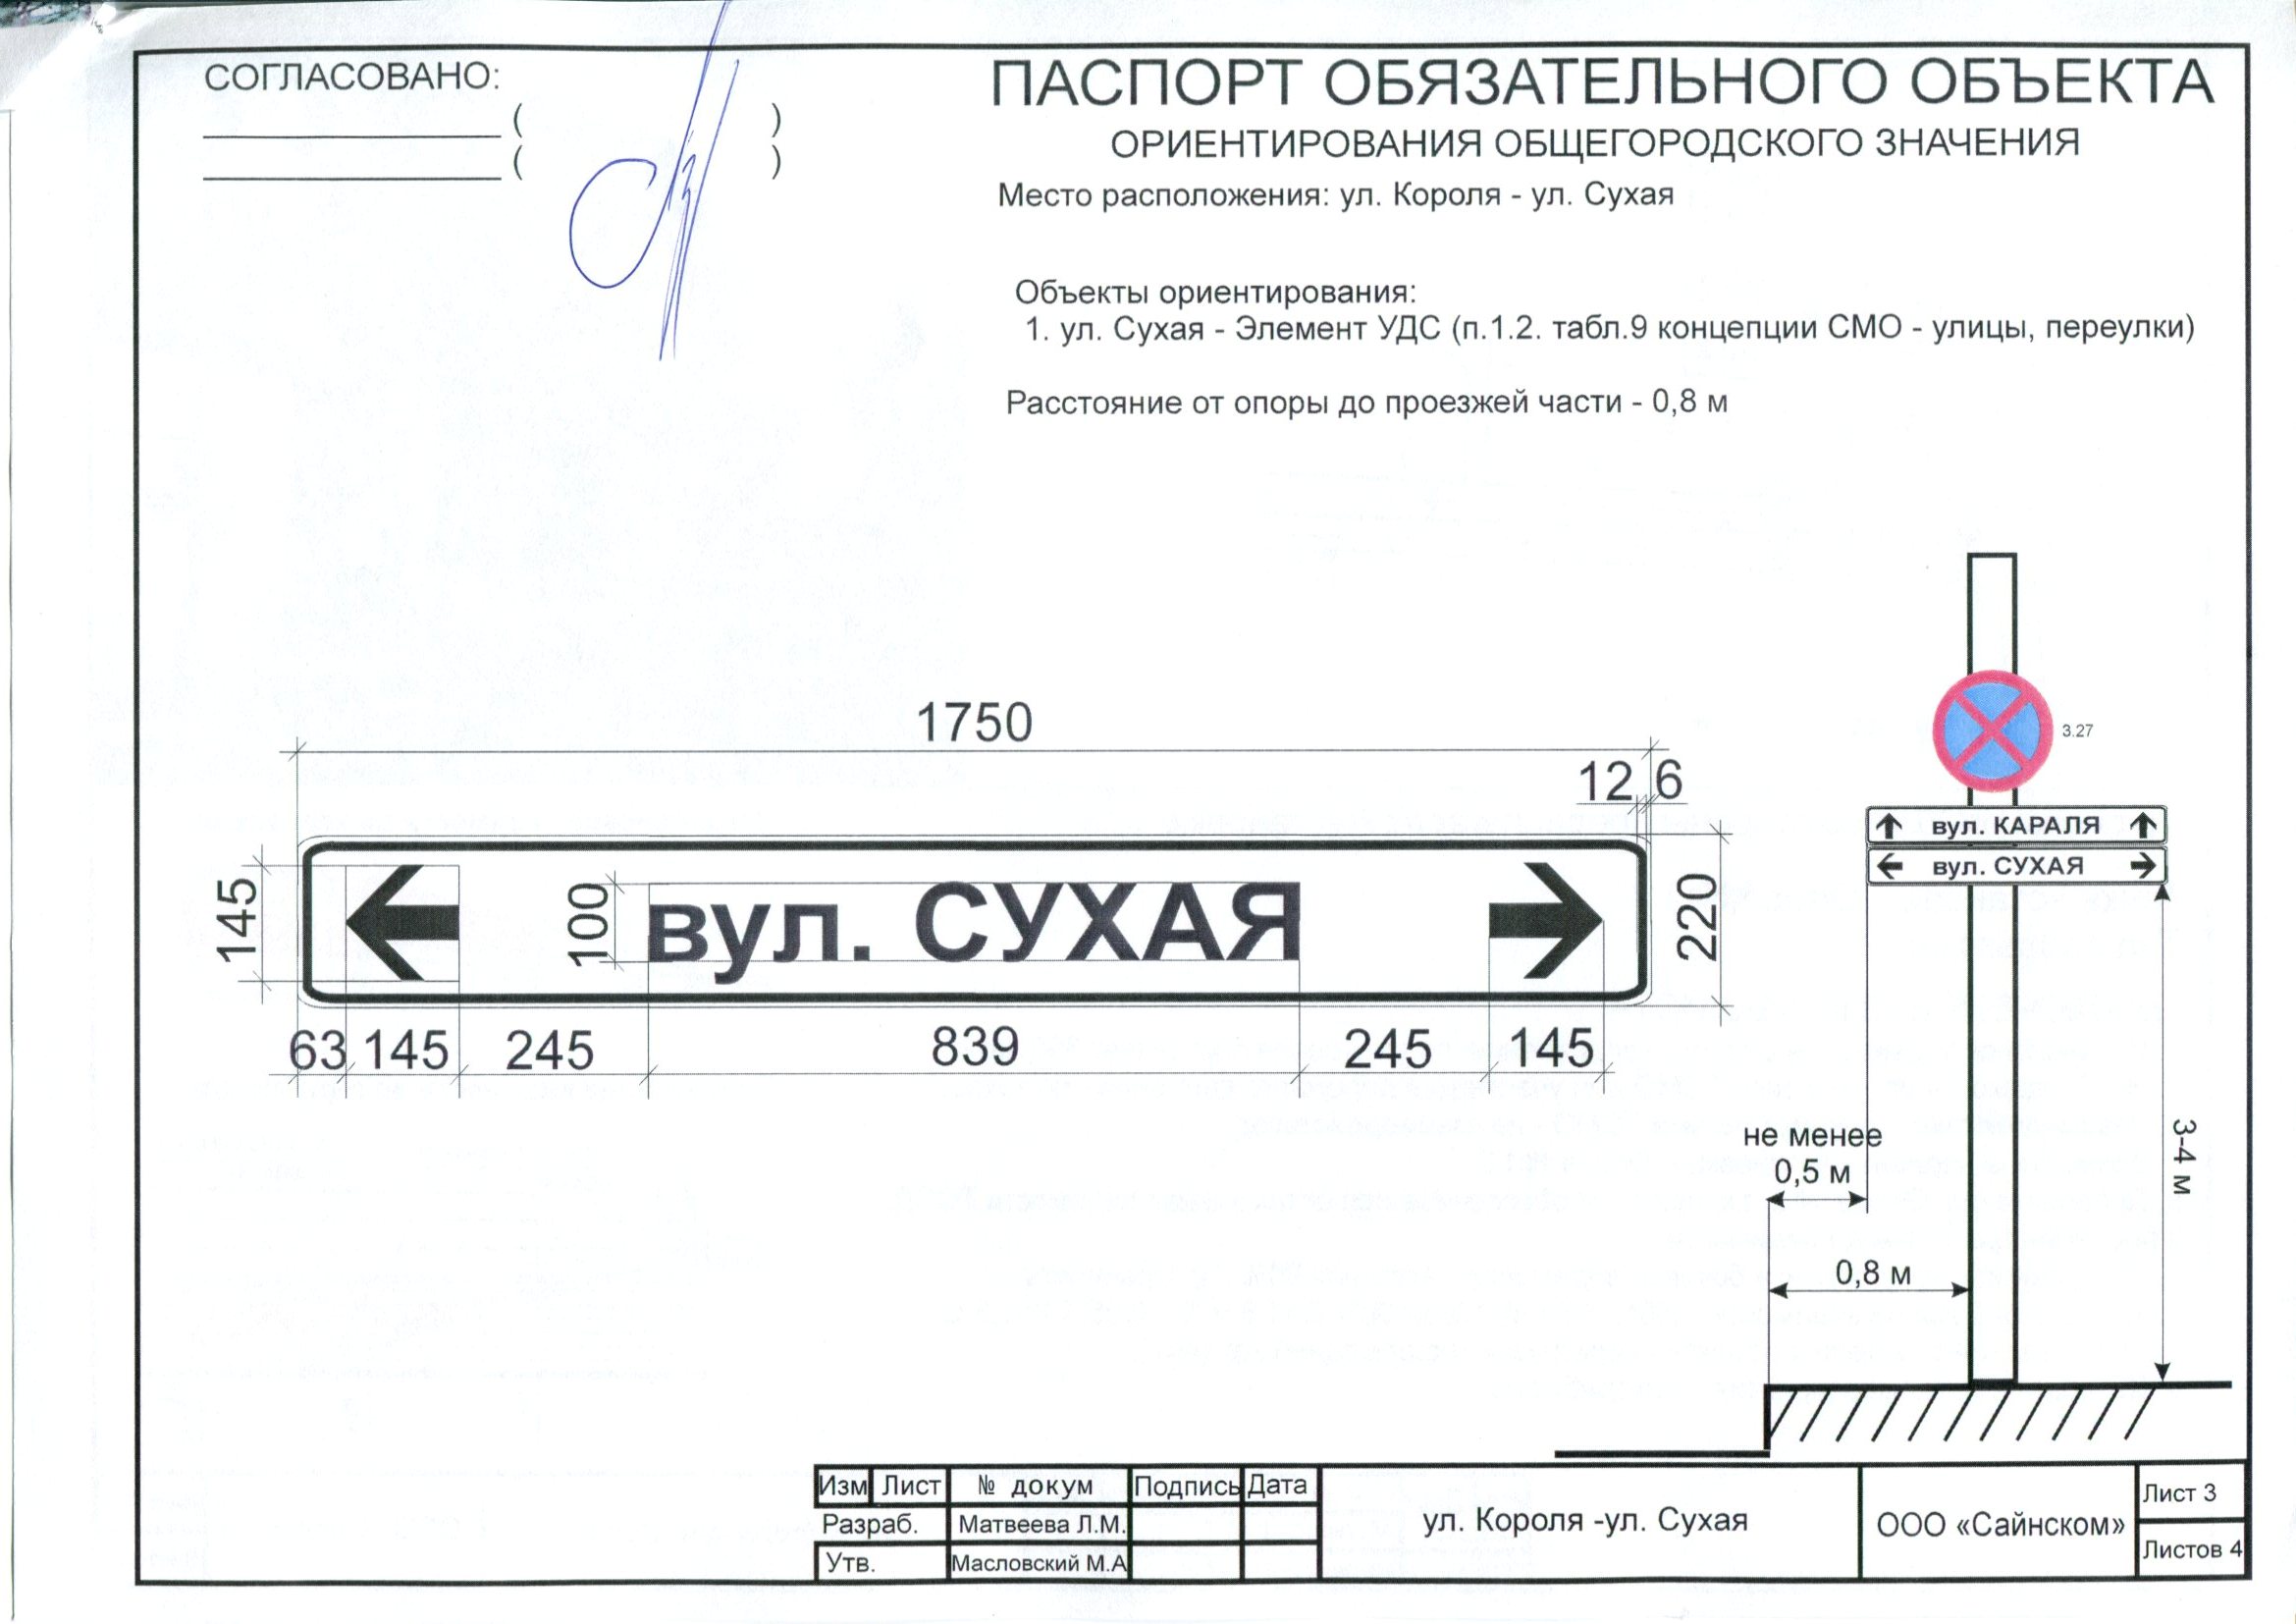 СОГЛАСОВАНО:
( )
( )
ПАСПОРТ ОБЯЗАТЕЛЬНОГО ОБЪЕКТА
ОРИЕНТИРОВАНИЯ ОБЩЕГОРОДСКОГО ЗНАЧЕНИЯ
Место расположения: ул. Короля - ул. Сухая
Объекты ориентирования:
1. ул. Сухая - Элемент УДС (п.1.2. табл.9 концепции СМО - улицы, переулки)
Расстояние от опоры до проезжей части - 0,8 м
1750
12 6
145
100
вул. СУХАЯ
220
63 145 245 839 245 145
3.27
вул. КАРАЛЯ
вул. СУХАЯ
не менее
0,5 м
3-4 м
0,8 м
Изм Лист № докум Подпись Дата
Разраб. Матвеева Л.М.
Утв. Масловский М.А
ул. Короля -ул. Сухая
ООО «Сайнском»
Лист 3
Листов 4